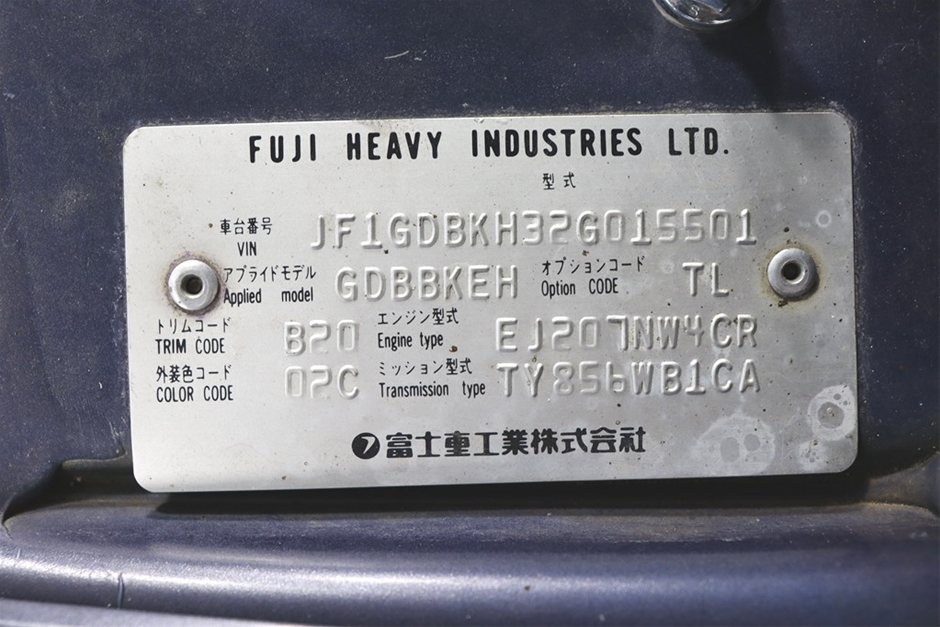 FUJI HEAVY INDUSTRIES LTD.
型式
車台番号
VIN JF1GDBKH32G015501
アプライドモデル
Applied model GDBBKEH オプションコード
Option CODE TL
トリムコード
TRIM CODE B20 エンジン型式
Engine type EJ207NW4CR
外装色コード
COLOR CODE 02C ミッション型式
Transmission type TY856WB1CA
富士重工業株式会社